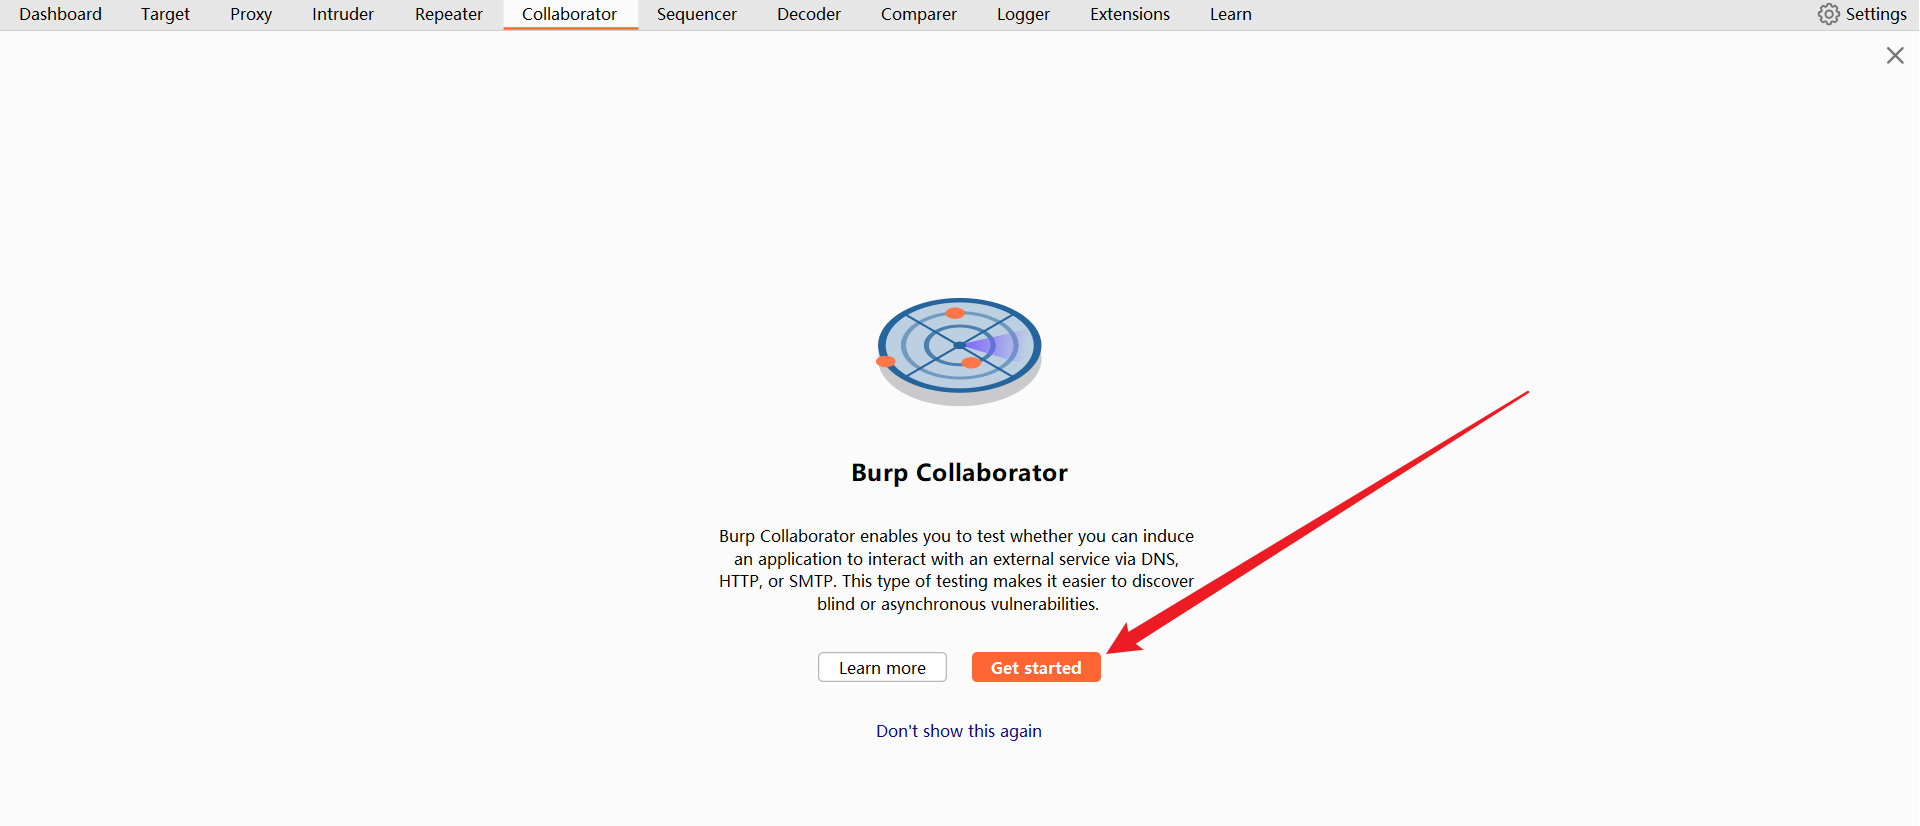 Dashboard Target Proxy Intruder Repeater Collaborator Sequencer Decoder Comparer Logger Extensions Learn Settings
Burp Collaborator
Burp Collaborator enables you to test whether you can induce
an application to interact with an external service via DNS,
HTTP, or SMTP. This type of testing makes it easier to discover
blind or asynchronous vulnerabilities.
Learn more Get started
Don't show this again